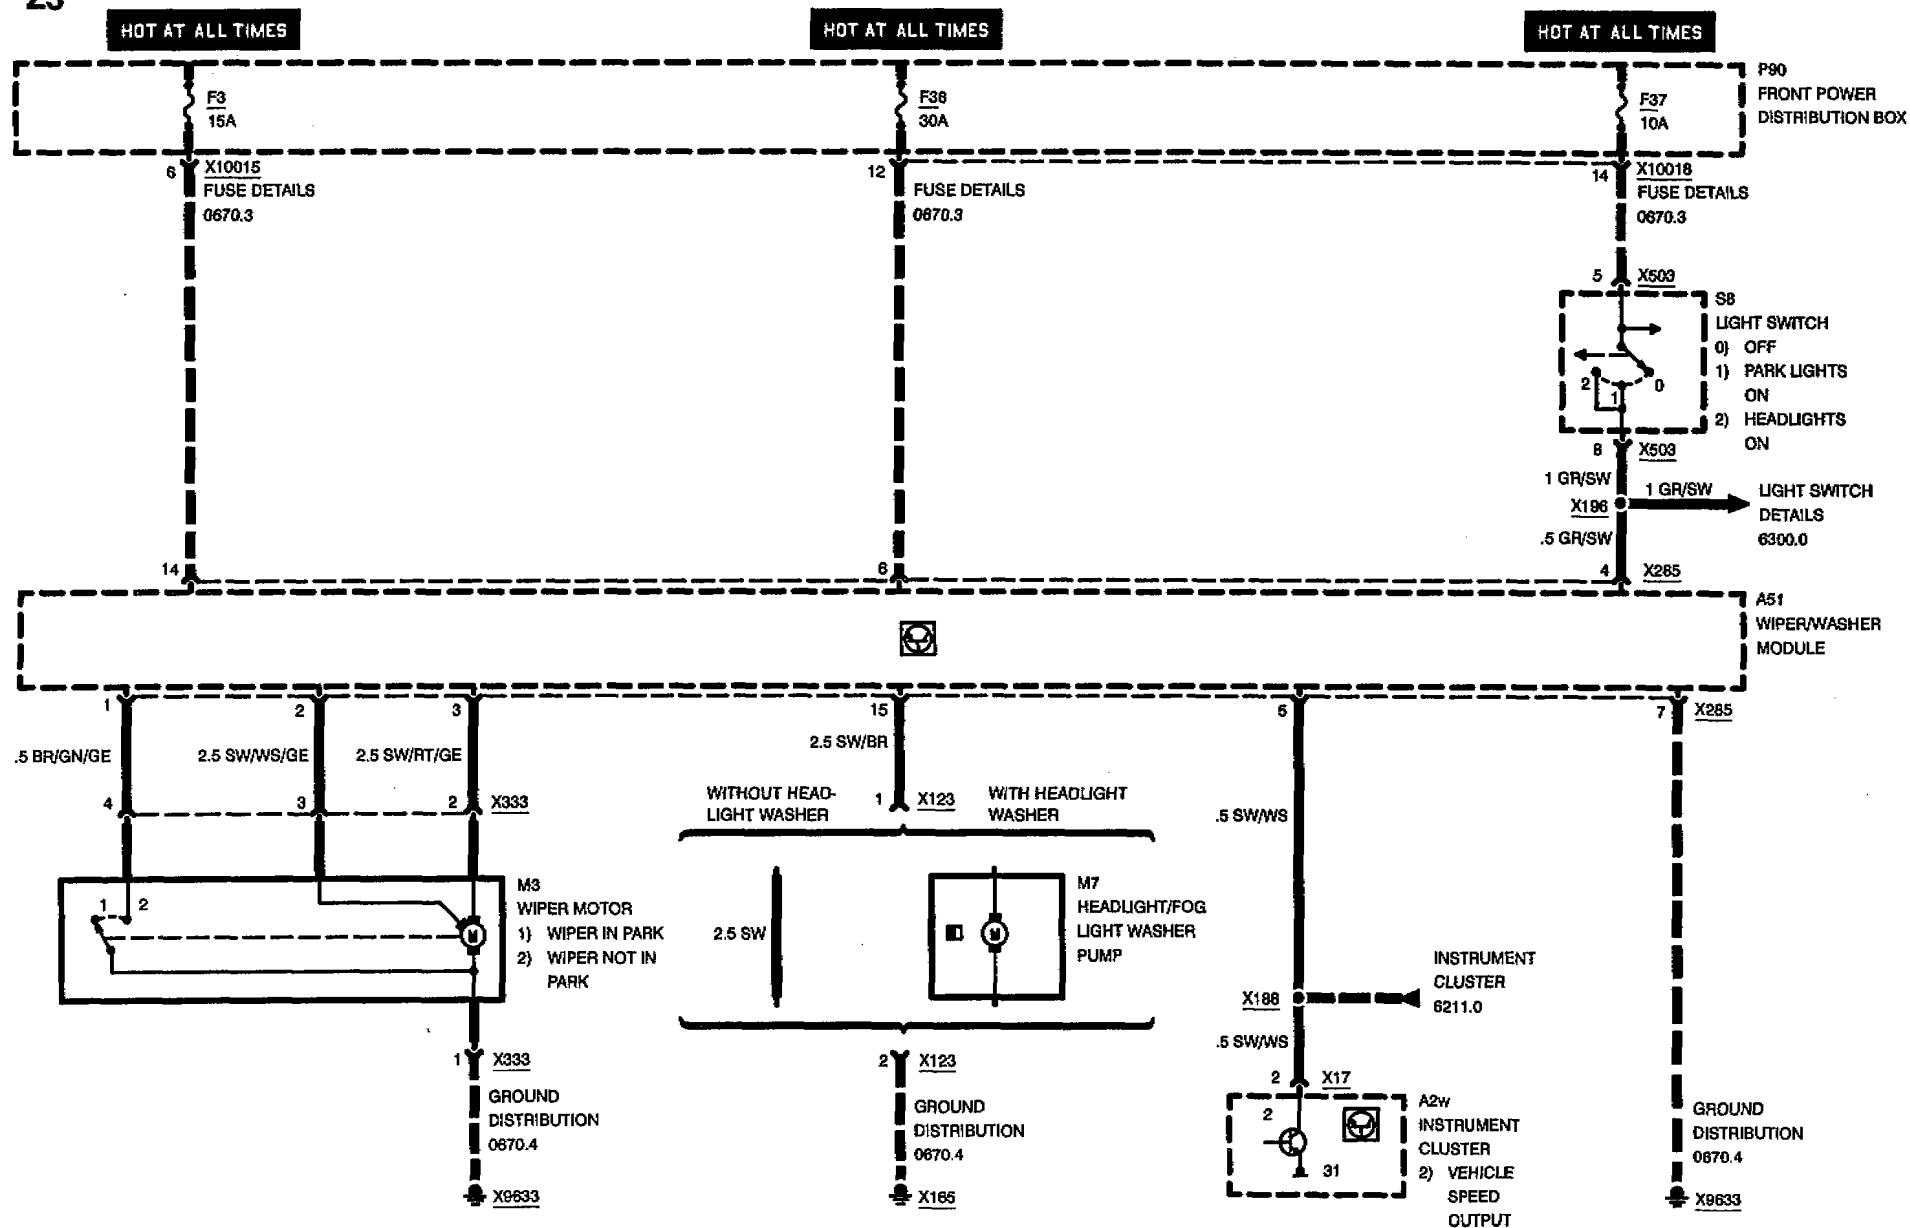 23
HOT AT ALL TIMES
HOT AT ALL TIMES
HOT AT ALL TIMES
F3
15A
F36
30A
F37
10A
P90
FRONT POWER
DISTRIBUTION BOX
6
X10015
FUSE DETAILS
0670.3
12
FUSE DETAILS
0670.3
14
X10018
FUSE DETAILS
0670.3
5
X503
S8
LIGHT SWITCH
0) OFF
1) PARK LIGHTS
ON
2) HEADLIGHTS
ON
2
1
0
8
X503
1 GR/SW
1 GR/SW
X196
LIGHT SWITCH
DETAILS
6300.0
.5 GR/SW
14
6
4
X285
A51
WIPER/WASHER
MODULE
1
2
3
15
5
7
X285
.5 BR/GN/GE
2.5 SW/WS/GE
2.5 SW/RT/GE
2.5 SW/BR
4
3
2
X333
WITHOUT HEAD-
LIGHT WASHER
1
X123
WITH HEADLIGHT
WASHER
.5 SW/WS
1
2
M
M3
WIPER MOTOR
1) WIPER IN PARK
2) WIPER NOT IN
PARK
2.5 SW
M
M7
HEADLIGHT/FOG
LIGHT WASHER
PUMP
INSTRUMENT
CLUSTER
6211.0
X188
.5 SW/WS
1
X333
2
X123
2
X17
GROUND
DISTRIBUTION
0670.4
GROUND
DISTRIBUTION
0670.4
2
31
A2w
INSTRUMENT
CLUSTER
2) VEHICLE
SPEED
OUTPUT
GROUND
DISTRIBUTION
0670.4
X9633
X165
X9633